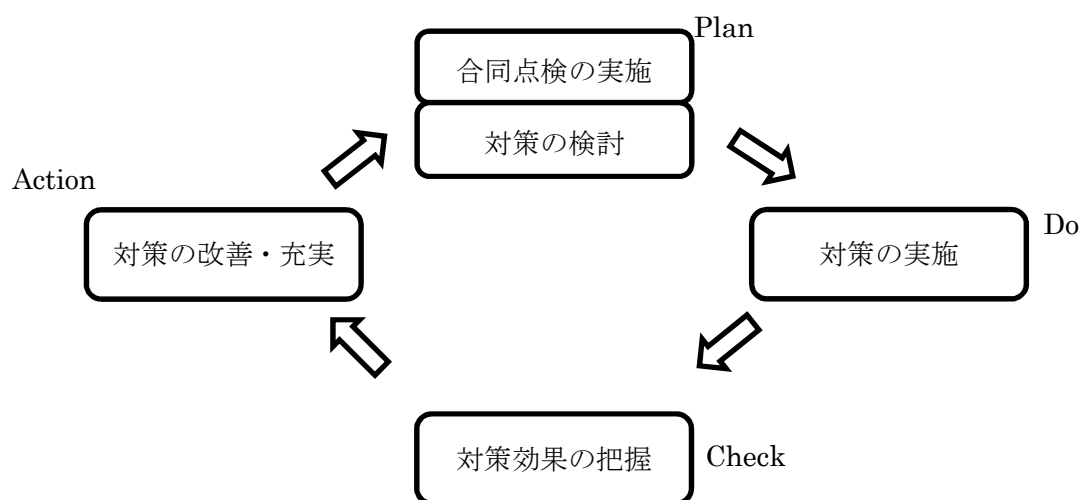 Plan
合同点検の実施
対策の検討
Action
Do
対策の改善・充実
対策の実施
対策効果の把握
Check